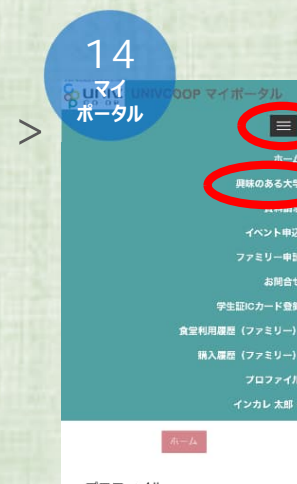 14
マイ
ポータル
UNIVCOOP マイポータル
>
ホーム
興味のある大学
イベント申込
ファミリー申請
お問合せ
学生証ICカード登録
食堂利用履歴（ファミリー）
購入履歴（ファミリー）
プロファイル
インカレ 太郎
ホーム